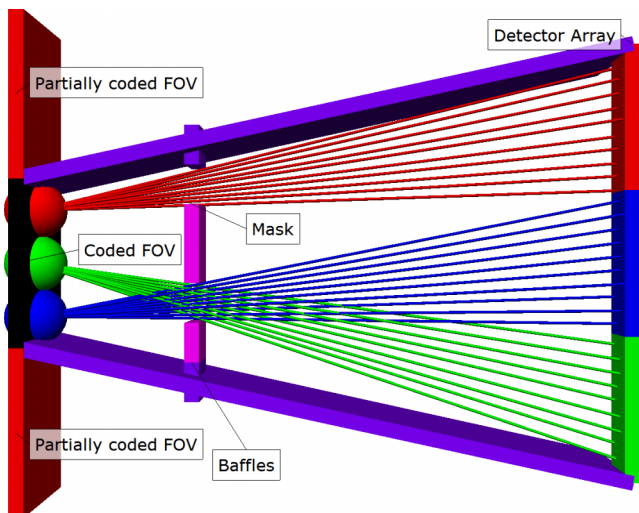 Detector Array
Partially coded FOV
Mask
Coded FOV
Partially coded FOV
Baffles